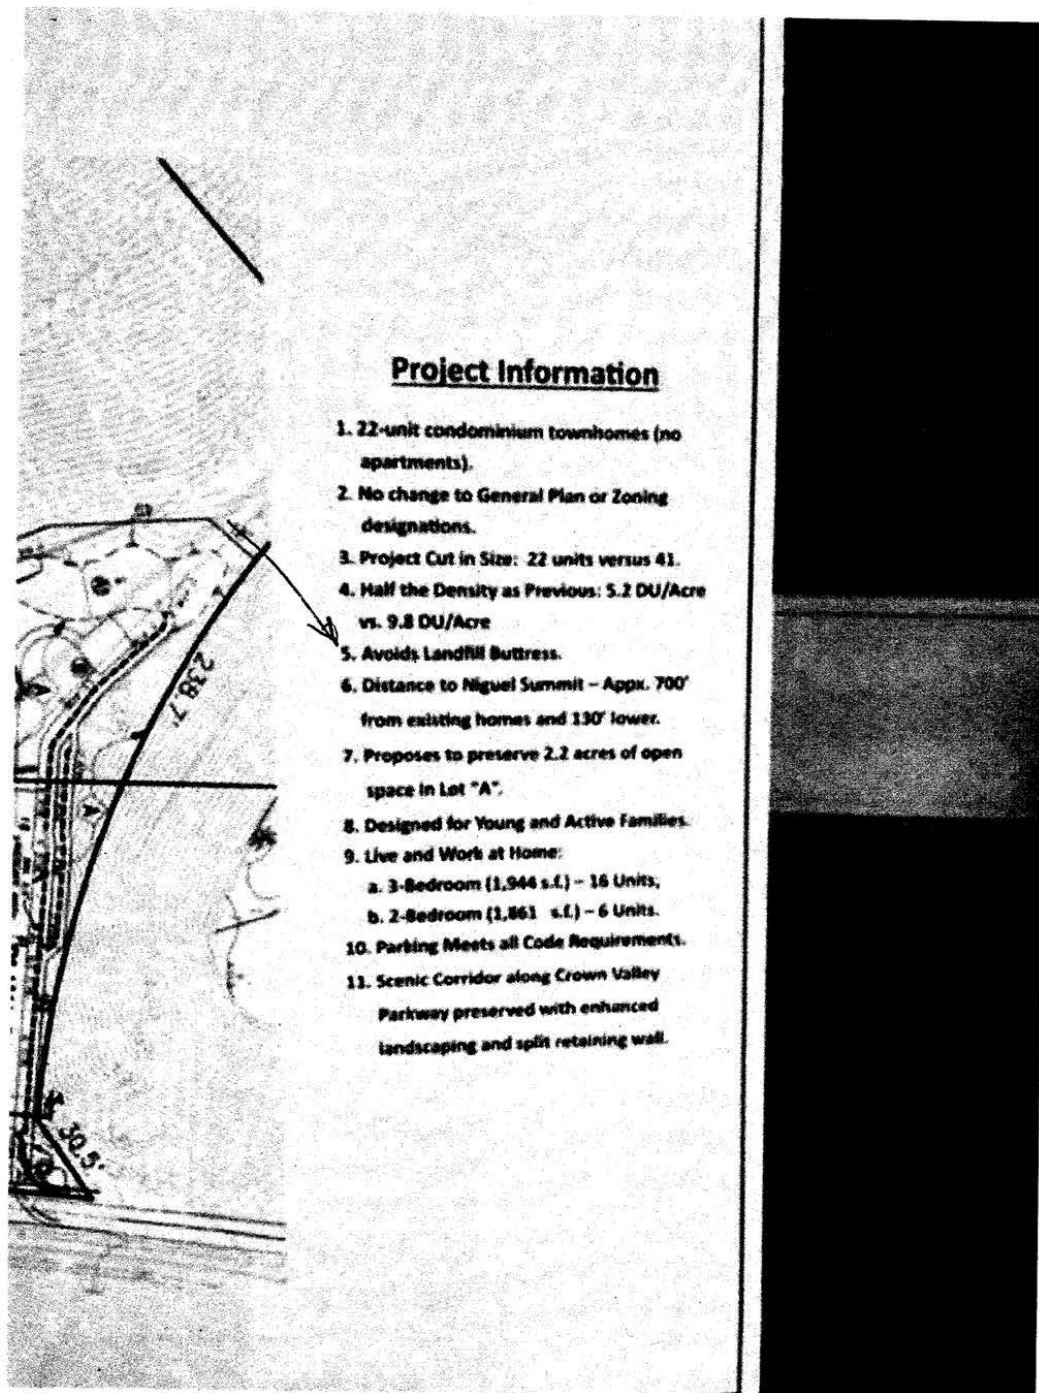 Project Information
1. 22-unit condominium townhomes (no
apartments).
2. No change to General Plan or Zoning
designations.
3. Project Cut in Size: 22 units versus 41.
4. Half the Density as Previous: 5.2 DU/Acre
vs. 9.8 DU/Acre
5. Avoids Landfill Buttress.
6. Distance to Niguel Summit – Appx. 700'
from existing homes and 130' lower.
7. Proposes to preserve 2.2 acres of open
space in Lot "A".
8. Designed for Young and Active Families.
9. Live and Work at Home:
a. 3-Bedroom (1,944 s.f.) – 16 Units,
b. 2-Bedroom (1,861 s.f.) – 6 Units.
10. Parking Meets all Code Requirements.
11. Scenic Corridor along Crown Valley
Parkway preserved with enhanced
landscaping and split retaining wall.
238.7'
A
A
30.5'